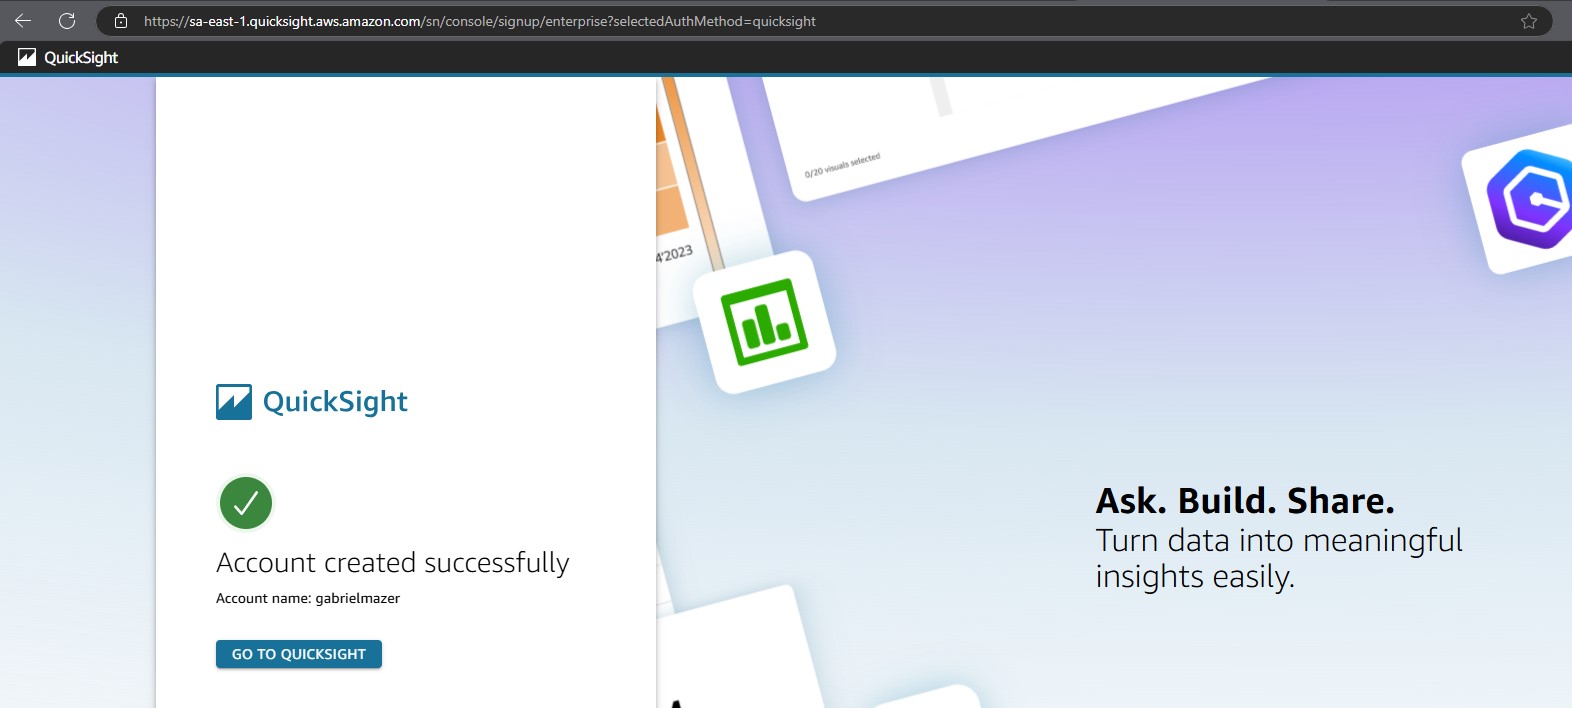 https://sa-east-1.quicksight.aws.amazon.com/sn/console/signup/enterprise?selectedAuthMethod=quicksight
QuickSight
0/20 visuals selected
4'2023
QuickSight
Account created successfully
Account name: gabrielmazer
GO TO QUICKSIGHT
Ask. Build. Share.
Turn data into meaningful
insights easily.